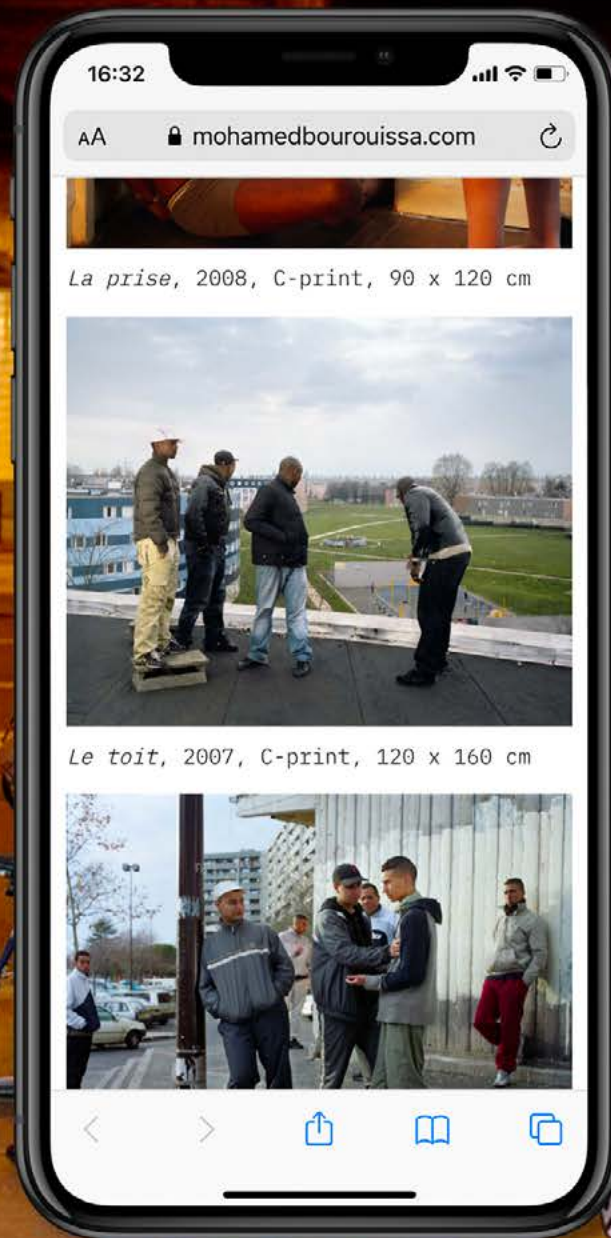 16:32
AA mohamedbourouissa.com
La prise, 2008, C-print, 90 x 120 cm
Le toit, 2007, C-print, 120 x 160 cm